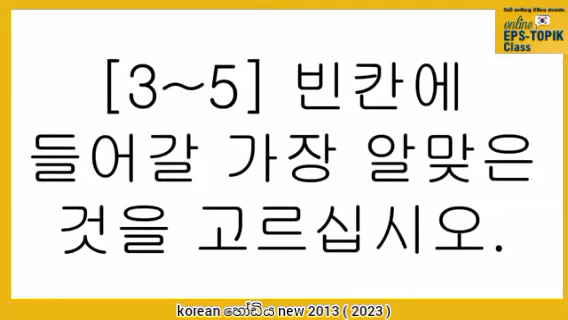 online
EPS-TOPIK
Class
[3~5] 빈칸에
들어갈 가장 알맞은
것을 고르십시오.
korean හෝඩිය new 2013 ( 2023 )